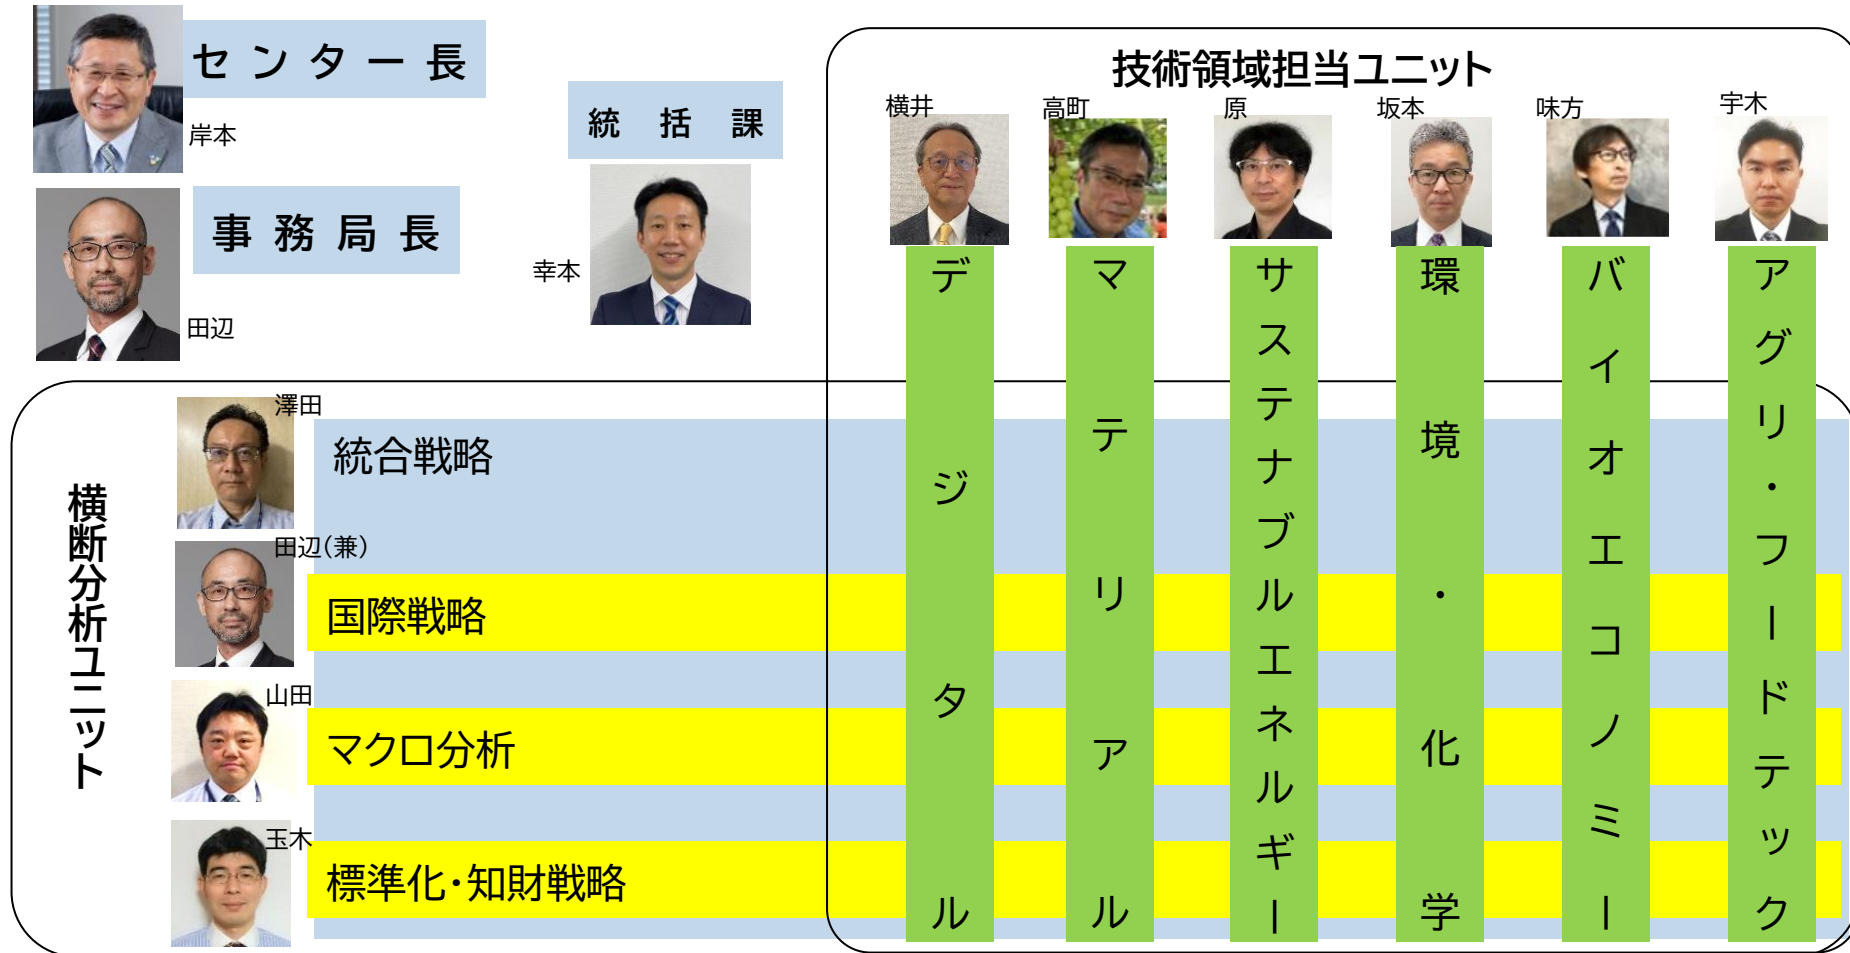 センター長
岸本
事務局長
田辺
統括課
幸本
技術領域担当ユニット
横井
高町
原
坂本
味方
宇木
デジタル
マテリアル
サステナブルエネルギー
環境・化学
バイオエコノミー
アグリ・フードテック
横断分析ユニット
澤田
統合戦略
田辺(兼)
国際戦略
山田
マクロ分析
玉木
標準化・知財戦略